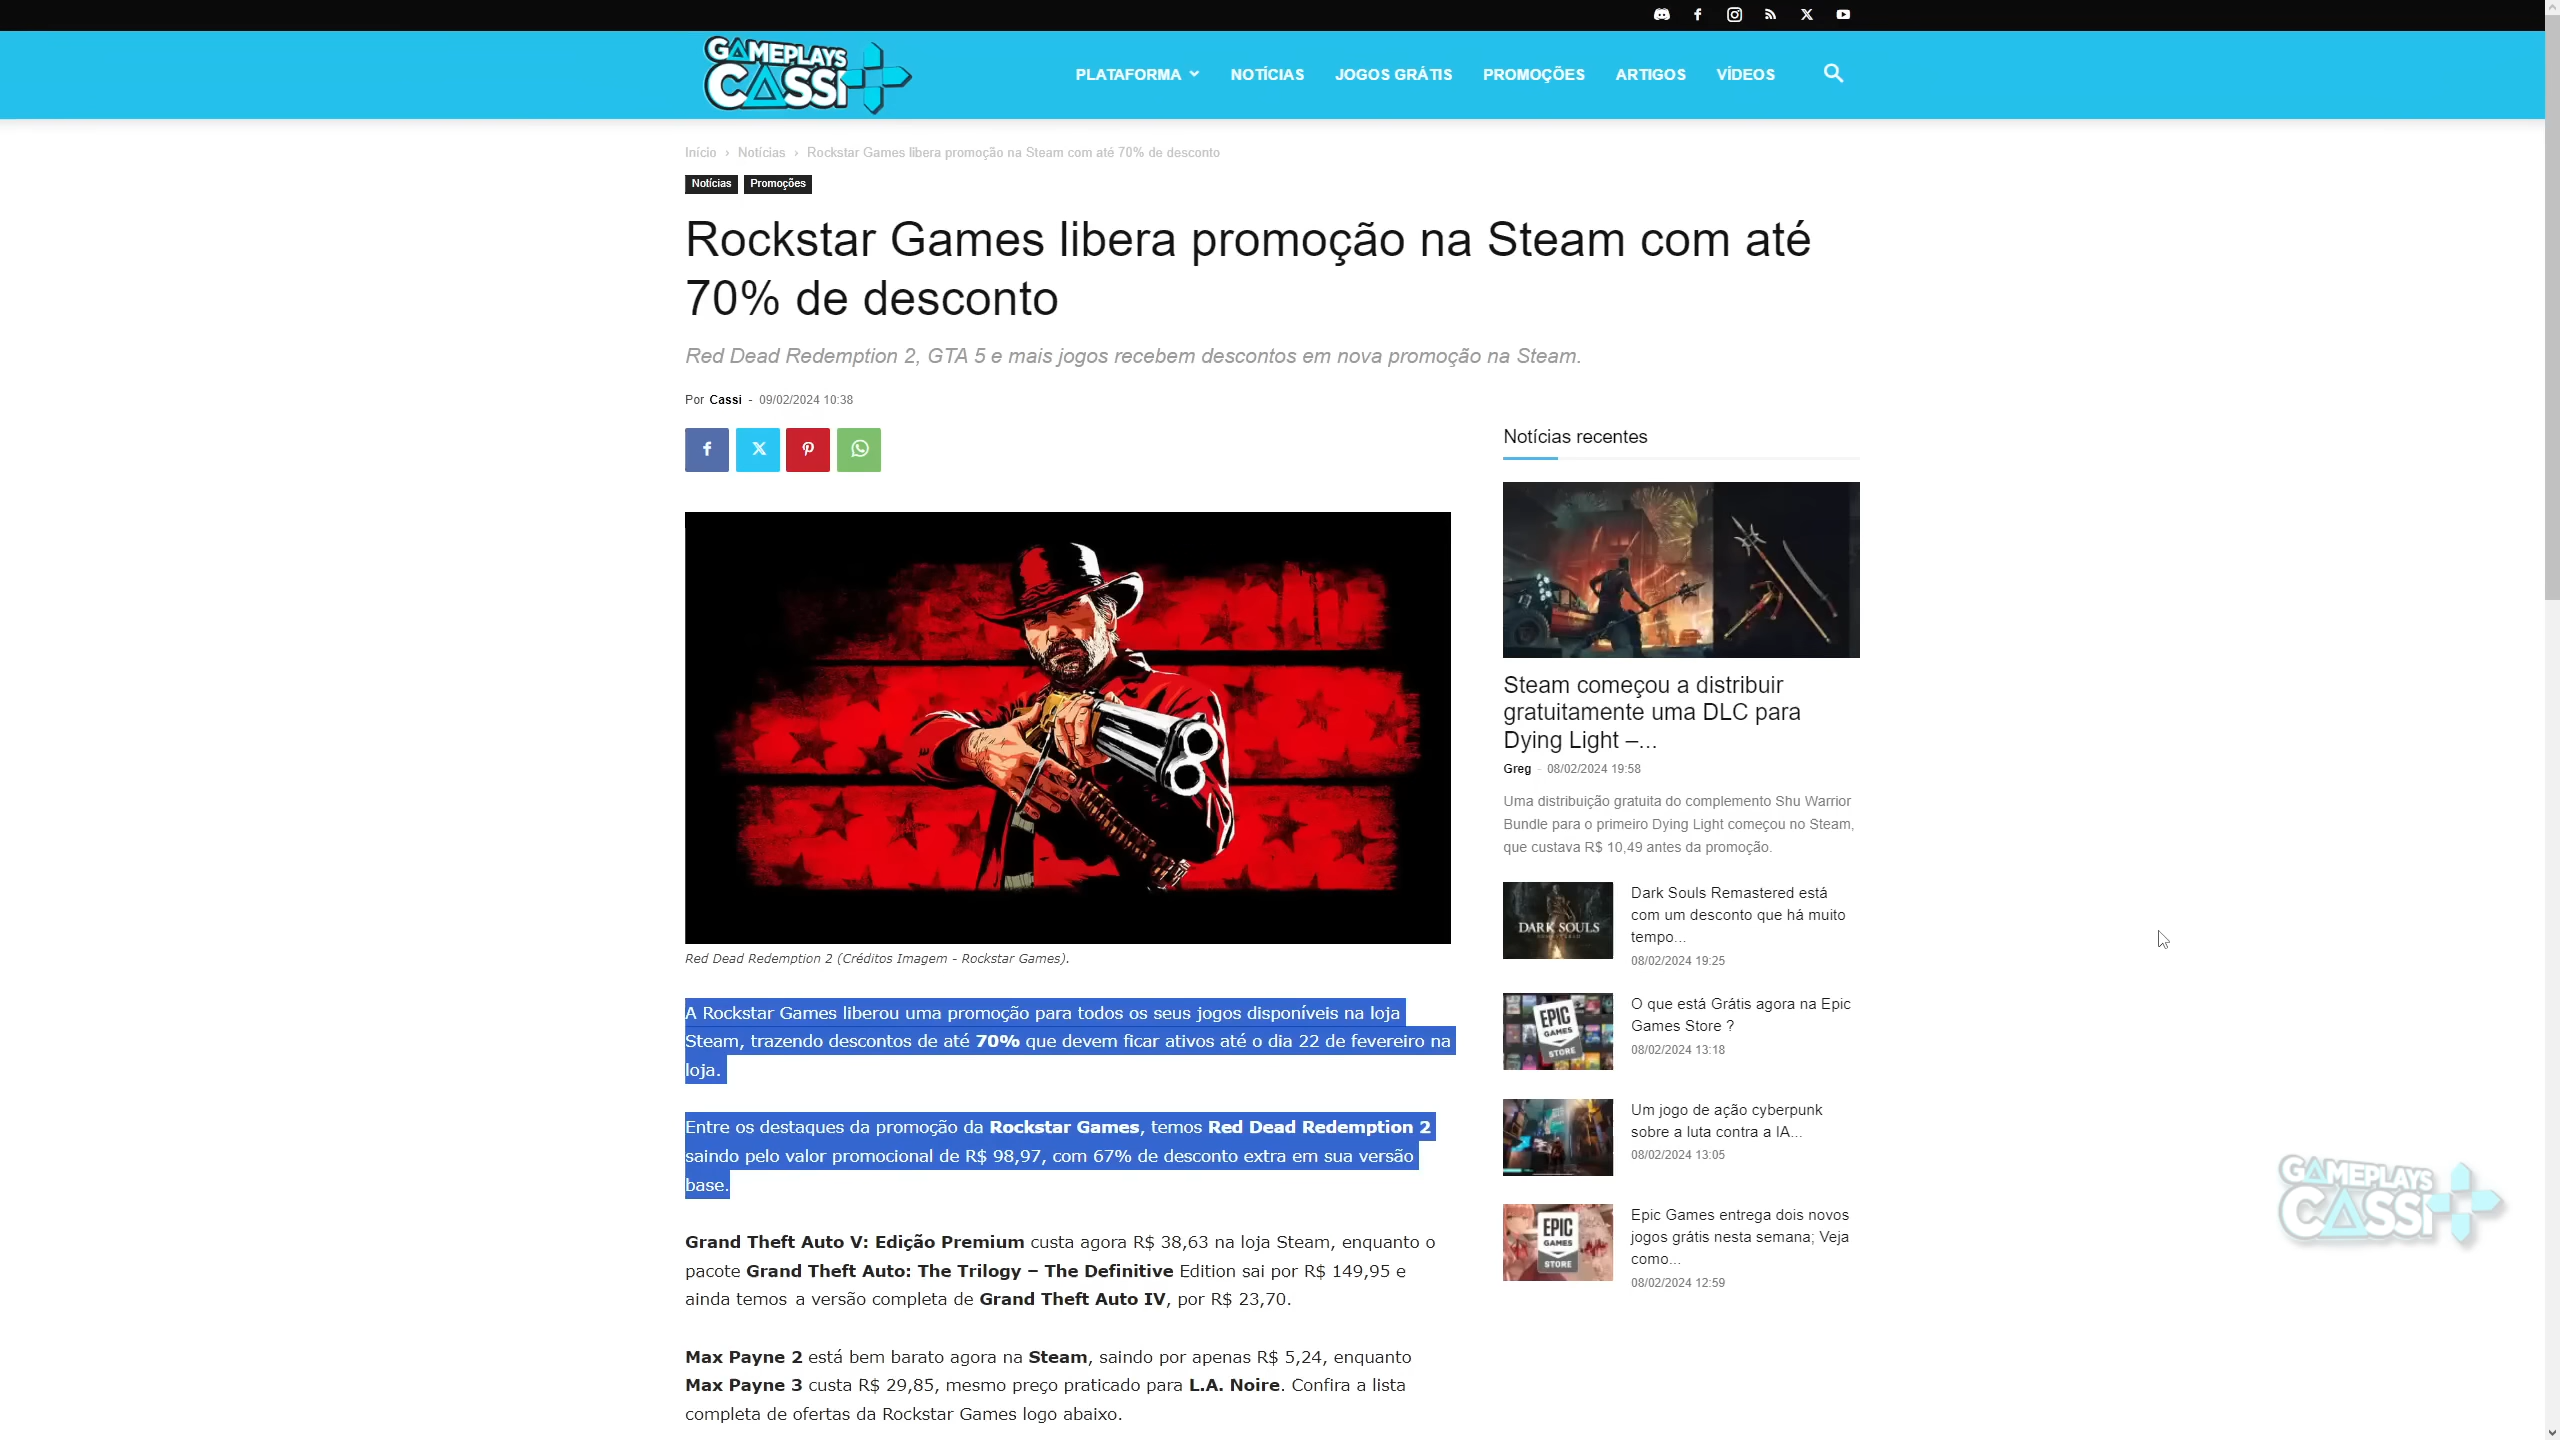 GAMEPLAYS
CASSI
PLATAFORMA
NOTÍCIAS
JOGOS GRÁTIS
PROMOÇÕES
ARTIGOS
VÍDEOS
Início › Notícias › Rockstar Games libera promoção na Steam com até 70% de desconto
Notícias
Promoções
Rockstar Games libera promoção na Steam com até
70% de desconto
Red Dead Redemption 2, GTA 5 e mais jogos recebem descontos em nova promoção na Steam.
Por Cassi - 09/02/2024 10:38
Red Dead Redemption 2 (Créditos Imagem - Rockstar Games).
A Rockstar Games liberou uma promoção para todos os seus jogos disponíveis na loja
Steam, trazendo descontos de até 70% que devem ficar ativos até o dia 22 de fevereiro na
loja.
Entre os destaques da promoção da Rockstar Games, temos Red Dead Redemption 2
saindo pelo valor promocional de R$ 98,97, com 67% de desconto extra em sua versão
base.
Grand Theft Auto V: Edição Premium custa agora R$ 38,63 na loja Steam, enquanto o
pacote Grand Theft Auto: The Trilogy – The Definitive Edition sai por R$ 149,95 e
ainda temos a versão completa de Grand Theft Auto IV, por R$ 23,70.
Max Payne 2 está bem barato agora na Steam, saindo por apenas R$ 5,24, enquanto
Max Payne 3 custa R$ 29,85, mesmo preço praticado para L.A. Noire. Confira a lista
completa de ofertas da Rockstar Games logo abaixo.
Notícias recentes
Steam começou a distribuir
gratuitamente uma DLC para
Dying Light –...
Greg - 08/02/2024 19:58
Uma distribuição gratuita do complemento Shu Warrior
Bundle para o primeiro Dying Light começou no Steam,
que custava R$ 10,49 antes da promoção.
DARK SOULS
REMASTERED
Dark Souls Remastered está
com um desconto que há muito
tempo...
08/02/2024 19:25
EPIC
GAMES
STORE
O que está Grátis agora na Epic
Games Store ?
08/02/2024 13:18
Um jogo de ação cyberpunk
sobre a luta contra a IA...
08/02/2024 13:05
EPIC
GAMES
STORE
Epic Games entrega dois novos
jogos grátis nesta semana; Veja
como...
08/02/2024 12:59
GAMEPLAYS
CASSI